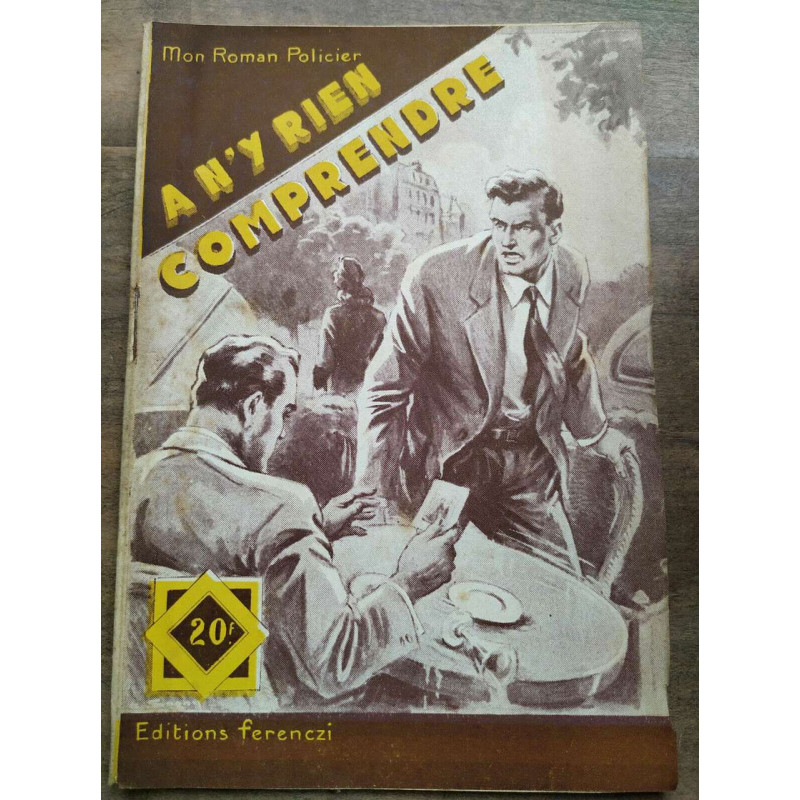 Mon Roman Policier
A N'Y RIEN
COMPRENDRE
20F
Editions ferenczi